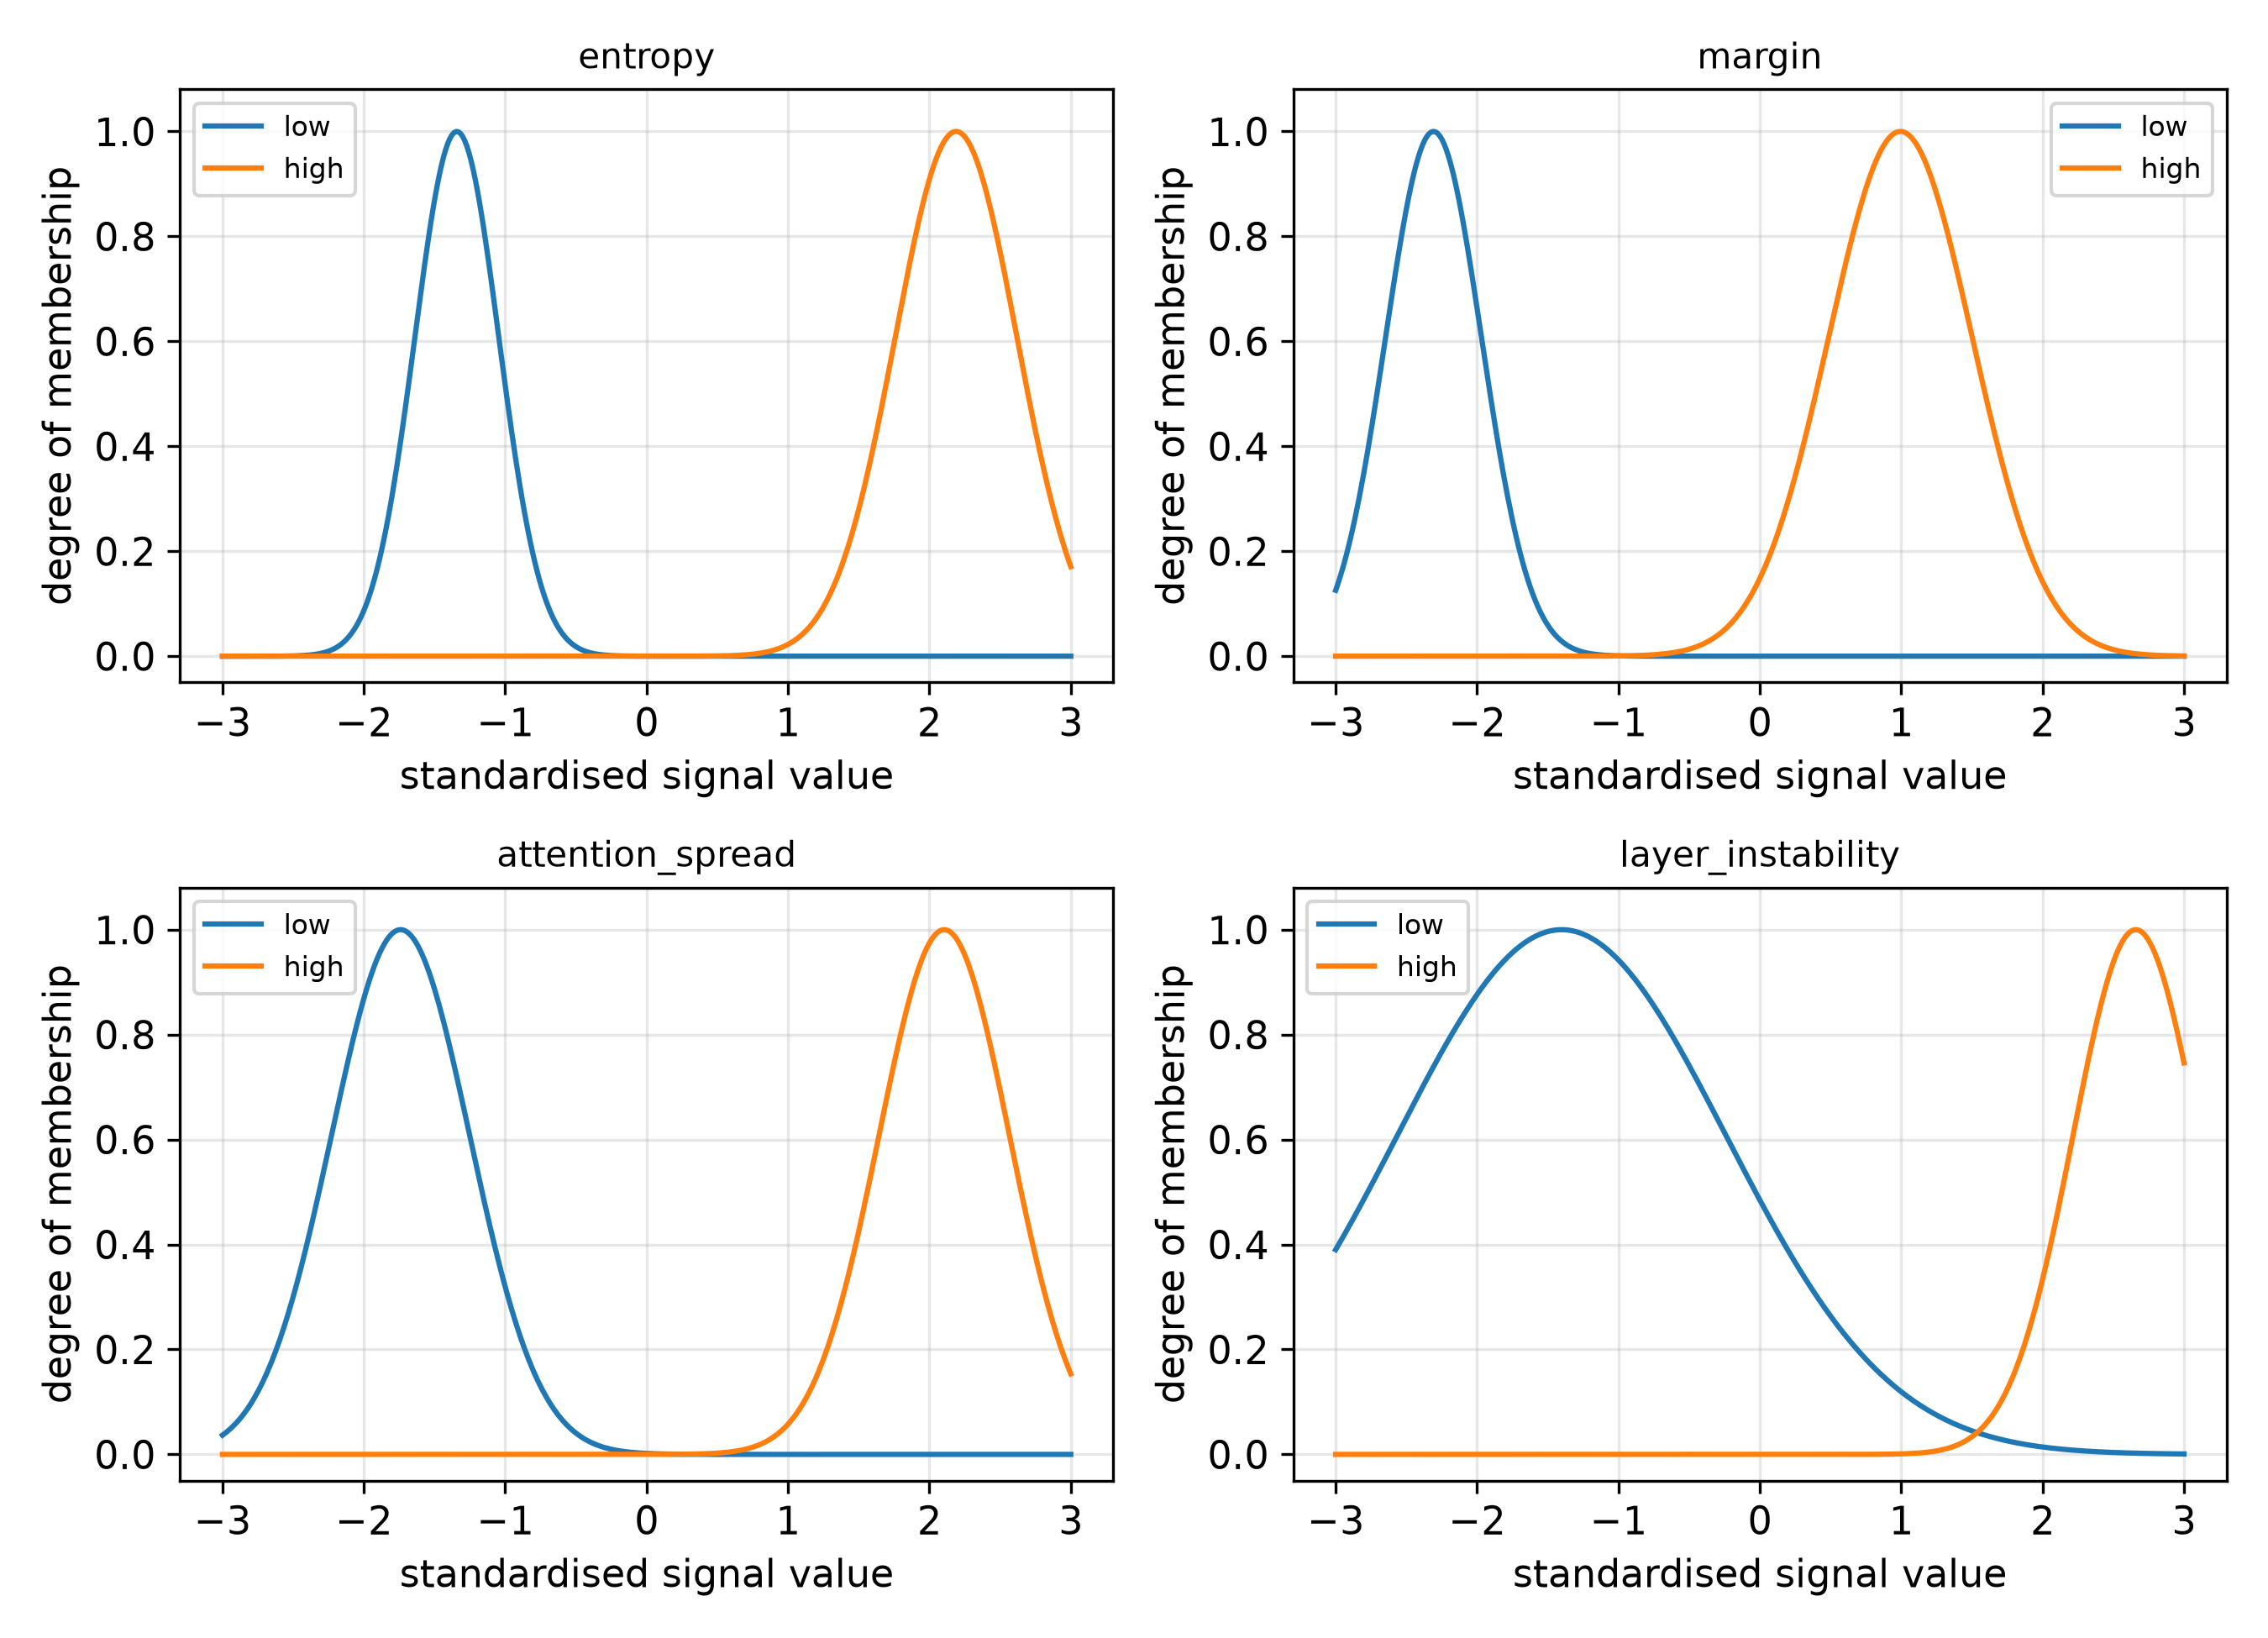 entropy
low
high
degree of membership
1.0
0.8
0.6
0.4
0.2
0.0
−3 −2 −1 0 1 2 3
standardised signal value
margin
low
high
degree of membership
1.0
0.8
0.6
0.4
0.2
0.0
−3 −2 −1 0 1 2 3
standardised signal value
attention_spread
low
high
degree of membership
1.0
0.8
0.6
0.4
0.2
0.0
−3 −2 −1 0 1 2 3
standardised signal value
layer_instability
low
high
degree of membership
1.0
0.8
0.6
0.4
0.2
0.0
−3 −2 −1 0 1 2 3
standardised signal value